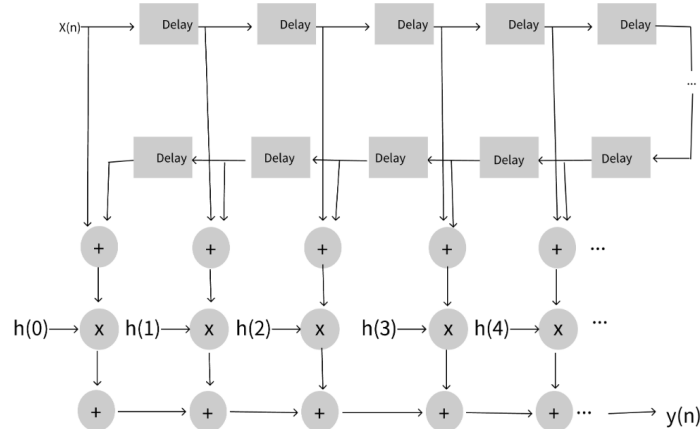 X(n) Delay Delay Delay Delay Delay
...
Delay Delay Delay Delay Delay
+ + + + + ...
h(0) x h(1) x h(2) x h(3) x h(4) x ...
+ + + + + ... y(n)